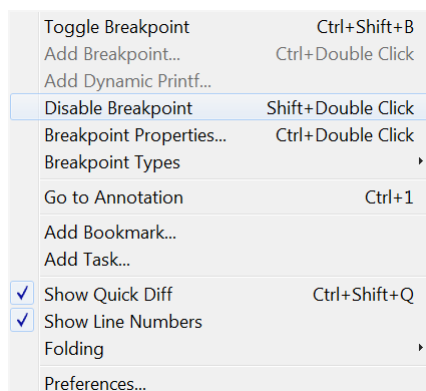 Toggle Breakpoint Ctrl+Shift+B
Add Breakpoint... Ctrl+Double Click
Add Dynamic Printf...
Disable Breakpoint Shift+Double Click
Breakpoint Properties... Ctrl+Double Click
Breakpoint Types
Go to Annotation Ctrl+1
Add Bookmark...
Add Task...
Show Quick Diff Ctrl+Shift+Q
Show Line Numbers
Folding
Preferences...